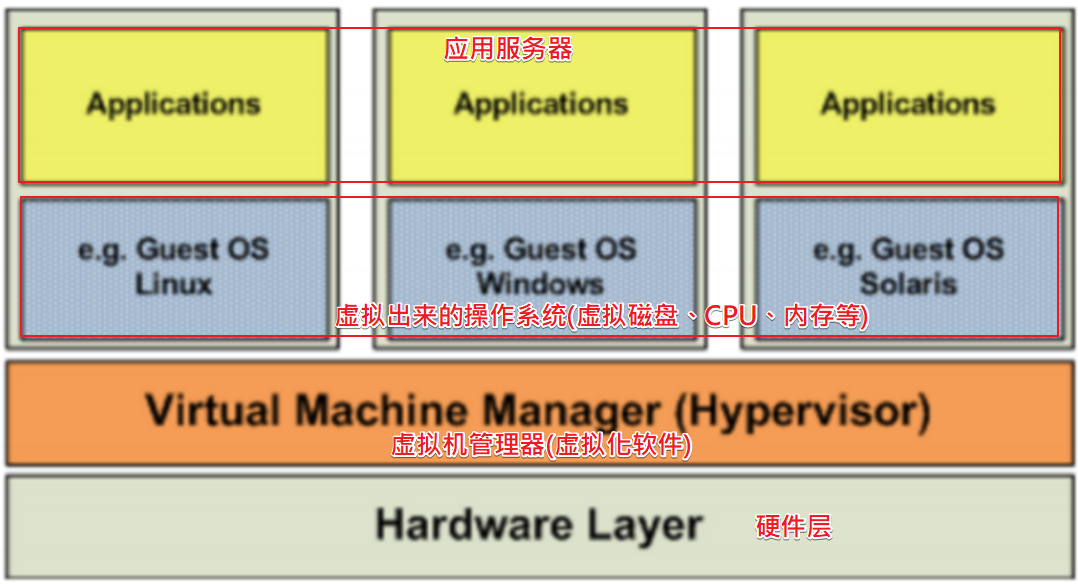 应用服务器
Applications
Applications
Applications
e.g. Guest OS
Linux
e.g. Guest OS
Windows
e.g. Guest OS
Solaris
虚拟出来的操作系统(虚拟磁盘、CPU、内存等)
Virtual Machine Manager (Hypervisor)
虚拟机管理器(虚拟化软件)
Hardware Layer 硬件层